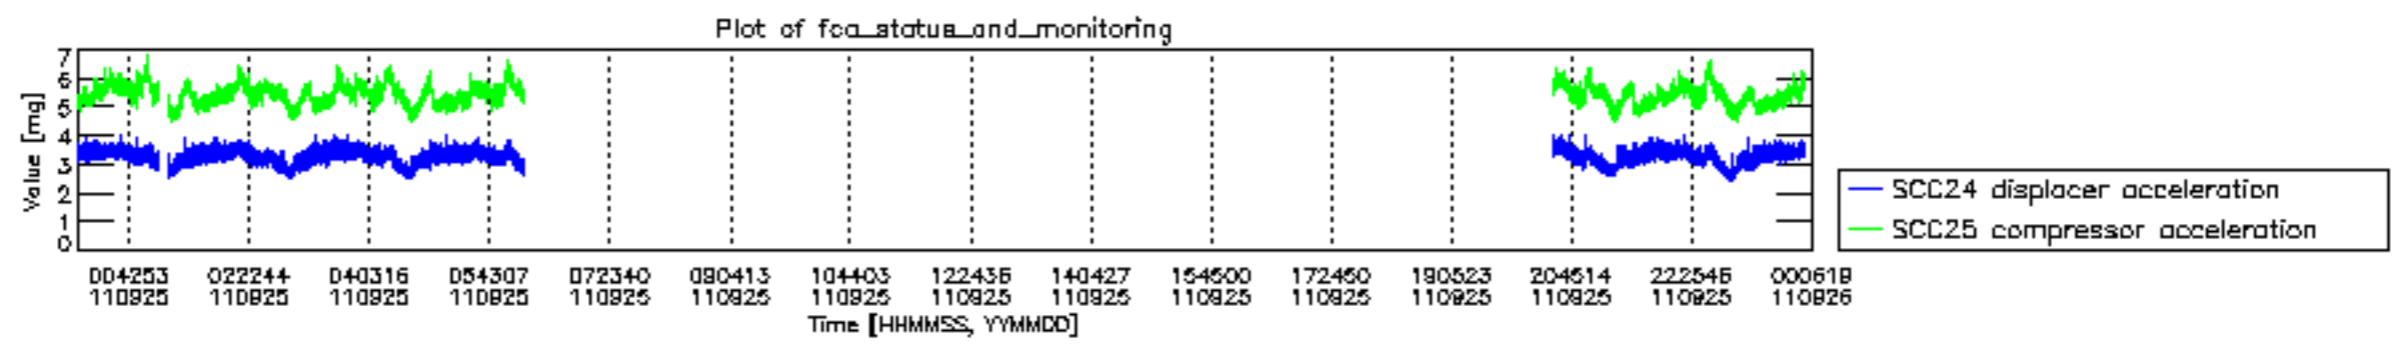 Plot of fca_status_and_monitoring
7
6
5
4
3
2
1
0
Value [mg]
004253 022244 040316 054307 072340 090413 104403 122436 140427 154500 172450 190523 204514 222546 000618
110925 110925 110925 110925 110925 110925 110925 110925 110925 110925 110925 110925 110925 110925 110926
Time [HHMMSS, YYMMDD]
SCC24 displacer acceleration
SCC25 compressor acceleration